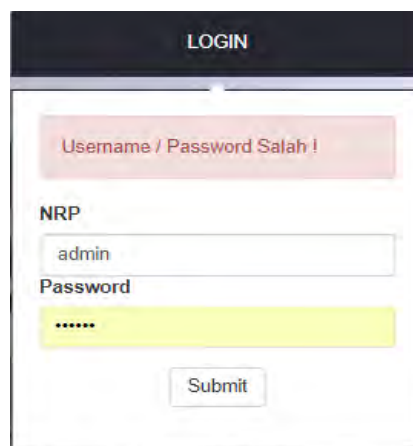 LOGIN
Username / Password Salah !
NRP
admin
Password
••••••
Submit